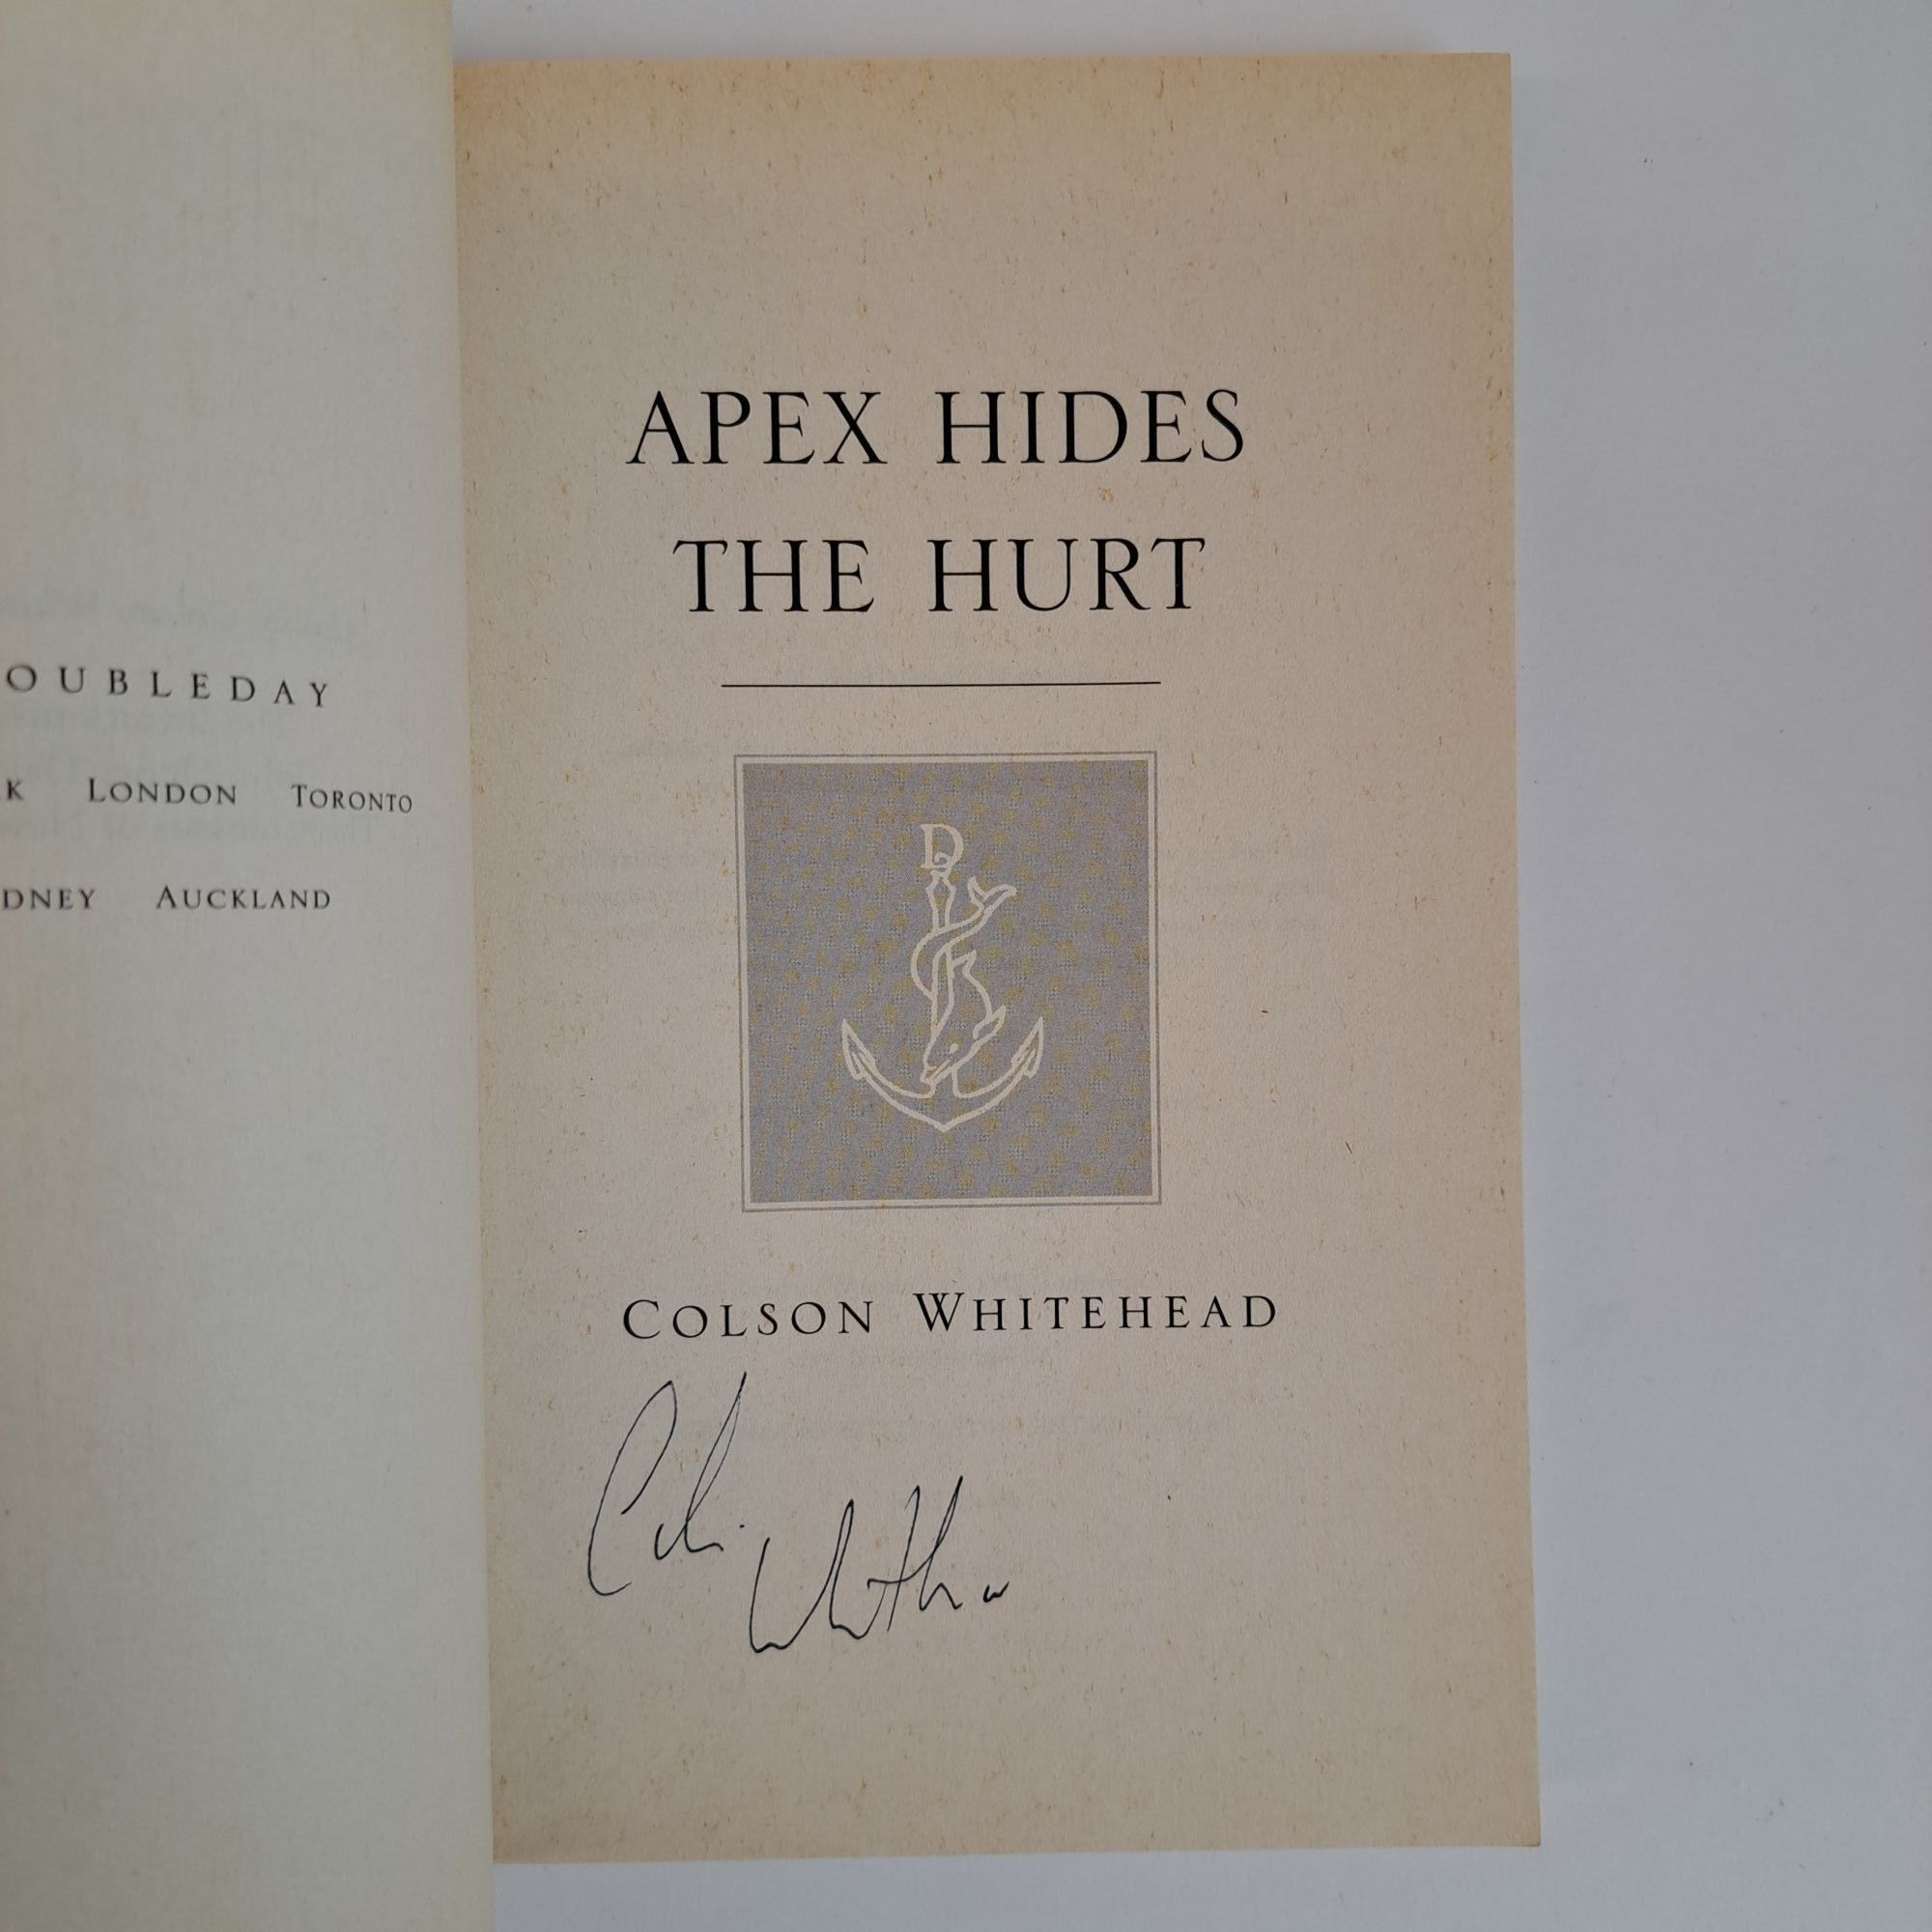 OUBLEDAY
K LONDON TORONTO
DNEY AUCKLAND
APEX HIDES
THE HURT
D
COLSON WHITEHEAD